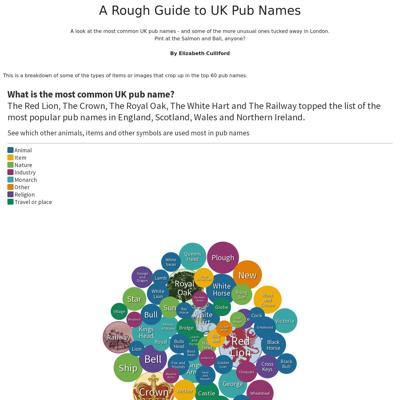 A Rough Guide to UK Pub Names
A look at the most common UK pub names - and some of the more unusual ones tucked away in London.
Pint at the Salmon and Ball, anyone?
By Elizabeth Culliford
This is a breakdown of some of the types of items or images that crop up in the top 60 pub names.
What is the most common UK pub name?
The Red Lion, The Crown, The Royal Oak, The White Hart and The Railway topped the list of the
most popular pub names in England, Scotland, Wales and Northern Ireland.
See which other animals, items and other symbols are used most in pub names
Animal
Item
Nature
Industry
Monarch
Other
Religion
Travel or place
Queens
Head
Plough
New
Lamb
Royal
Oak
White
Horse
White
Lion
Star
Sun
Globe
Bull
Cock
Victoria
Kings
Head
Bridge
White
Hart
Railway
Royal
Red
Lion
Black
Horse
Lion
Bulls
Head
Bell
Ship
Cross
Keys
Black
Bull
George
Crown
Castle
Wheatsheaf